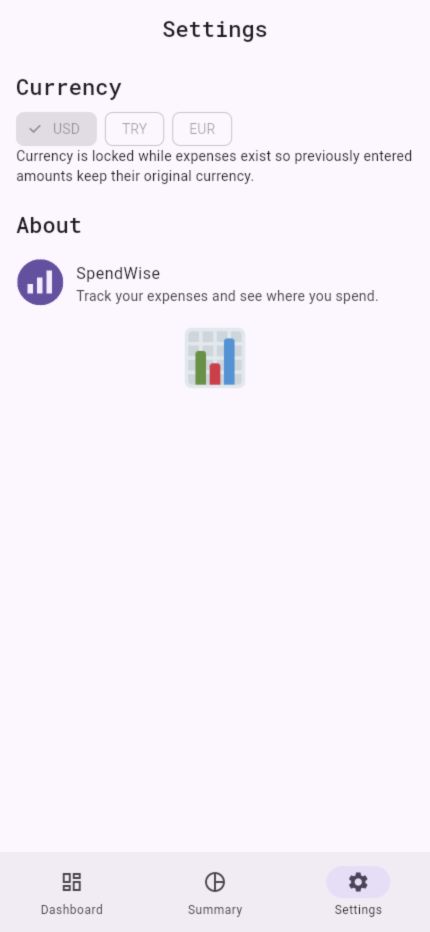 Settings
Currency
USD
TRY
EUR
Currency is locked while expenses exist so previously entered
amounts keep their original currency.
About
SpendWise
Track your expenses and see where you spend.
Dashboard
Summary
Settings